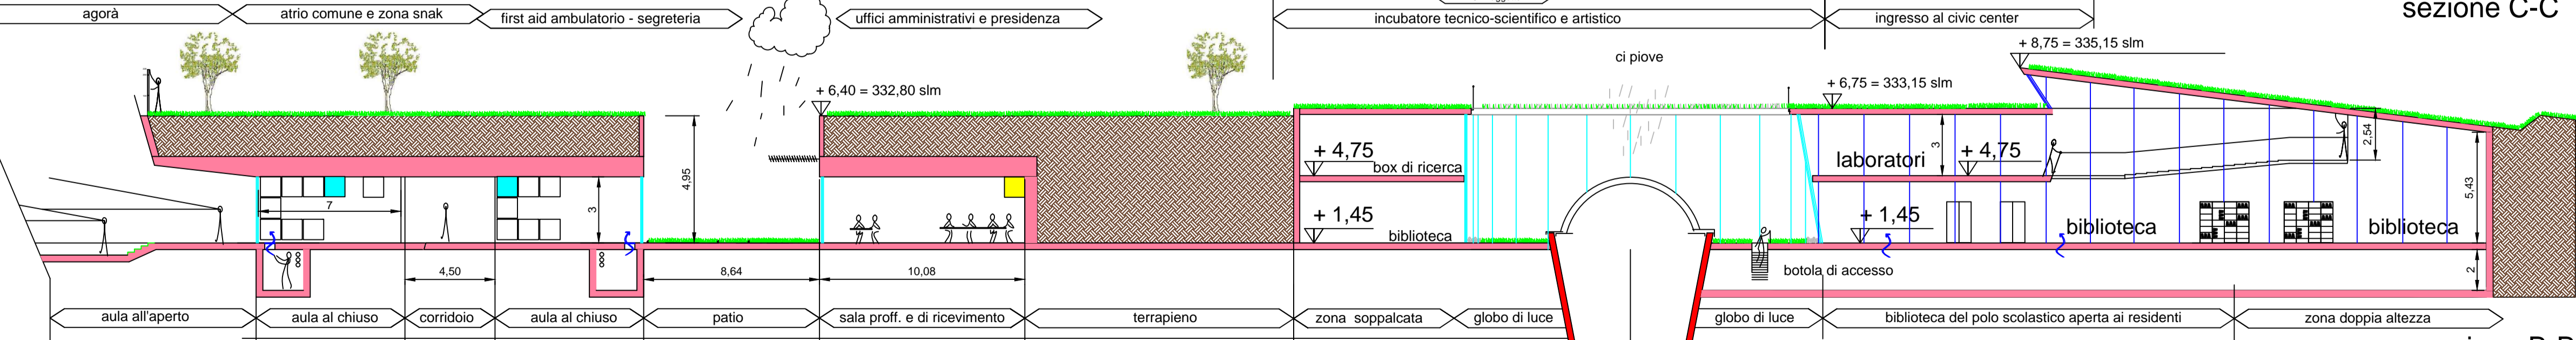 agorà
atrio comune e zona snak
first aid ambulatorio - segreteria
uffici amministrativi e presidenza
incubatore tecnico-scientifico e artistico
ingresso al civic center
sezione C-C
+ 8,75 = 335,15 slm
ci piove
+ 6,40 = 332,80 slm
+ 6,75 = 333,15 slm
4,95
+ 4,75
box di ricerca
laboratori
3
+ 4,75
2,54
7
3
5,43
+ 1,45
biblioteca
+ 1,45
biblioteca
biblioteca
4,50
8,64
10,08
botola di accesso
2
aula all'aperto
aula al chiuso
corridoio
aula al chiuso
patio
sala proff. e di ricevimento
terrapieno
zona soppalcata
globo di luce
globo di luce
biblioteca del polo scolastico aperta ai residenti
zona doppia altezza